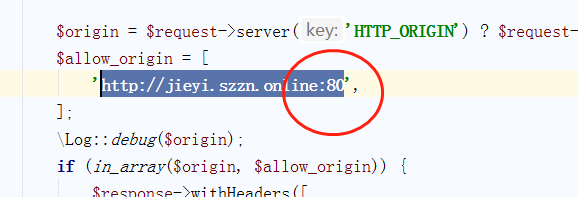 $origin = $request->server( key: 'HTTP_ORIGIN') ? $request-
$allow_origin = [
'http://jieyi.szzn.online:80',
];
\Log::debug($origin);
if (in_array($origin, $allow_origin)) {
$response->withHeaders([